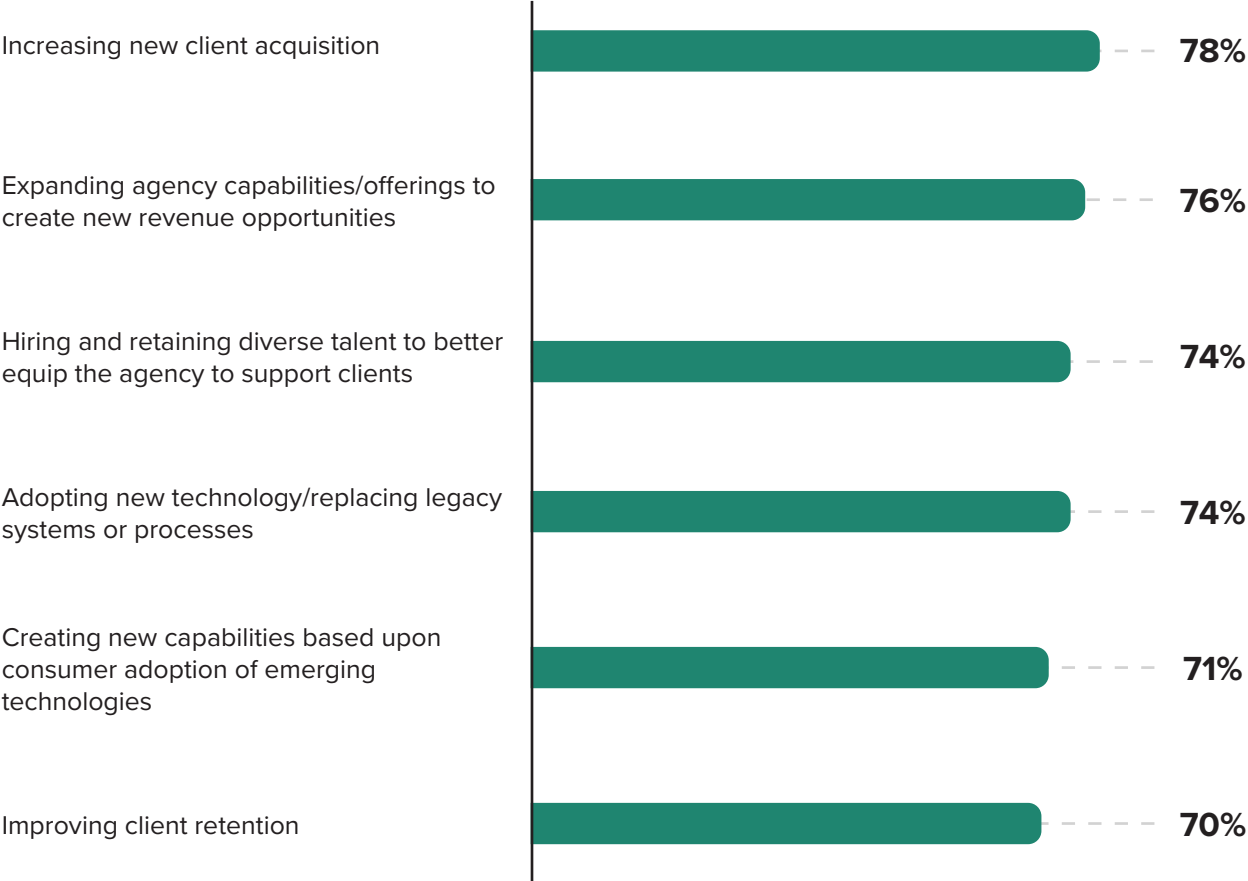 Increasing new client acquisition
78%
Expanding agency capabilities/offerings to
create new revenue opportunities
76%
Hiring and retaining diverse talent to better
equip the agency to support clients
74%
Adopting new technology/replacing legacy
systems or processes
74%
Creating new capabilities based upon
consumer adoption of emerging
technologies
71%
Improving client retention
70%